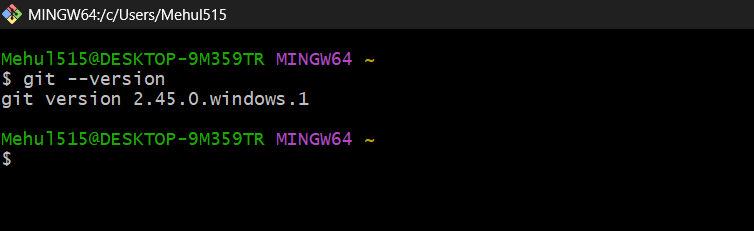 MINGW64:/c/Users/Mehul515
Mehul515@DESKTOP-9M359TR MINGW64 ~
$ git --version
git version 2.45.0.windows.1
Mehul515@DESKTOP-9M359TR MINGW64 ~
$